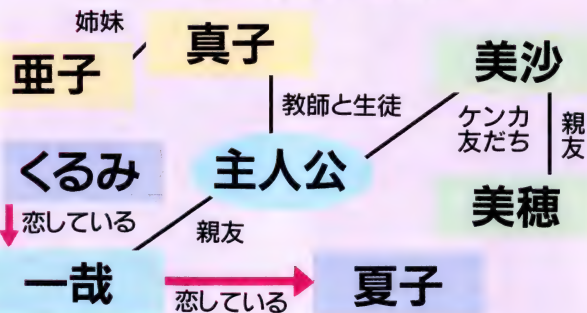 姉妹
亜子
真子
美沙
教師と生徒
ケンカ
友だち
親友
くるみ
主人公
美穂
恋している
親友
一哉
恋している
夏子